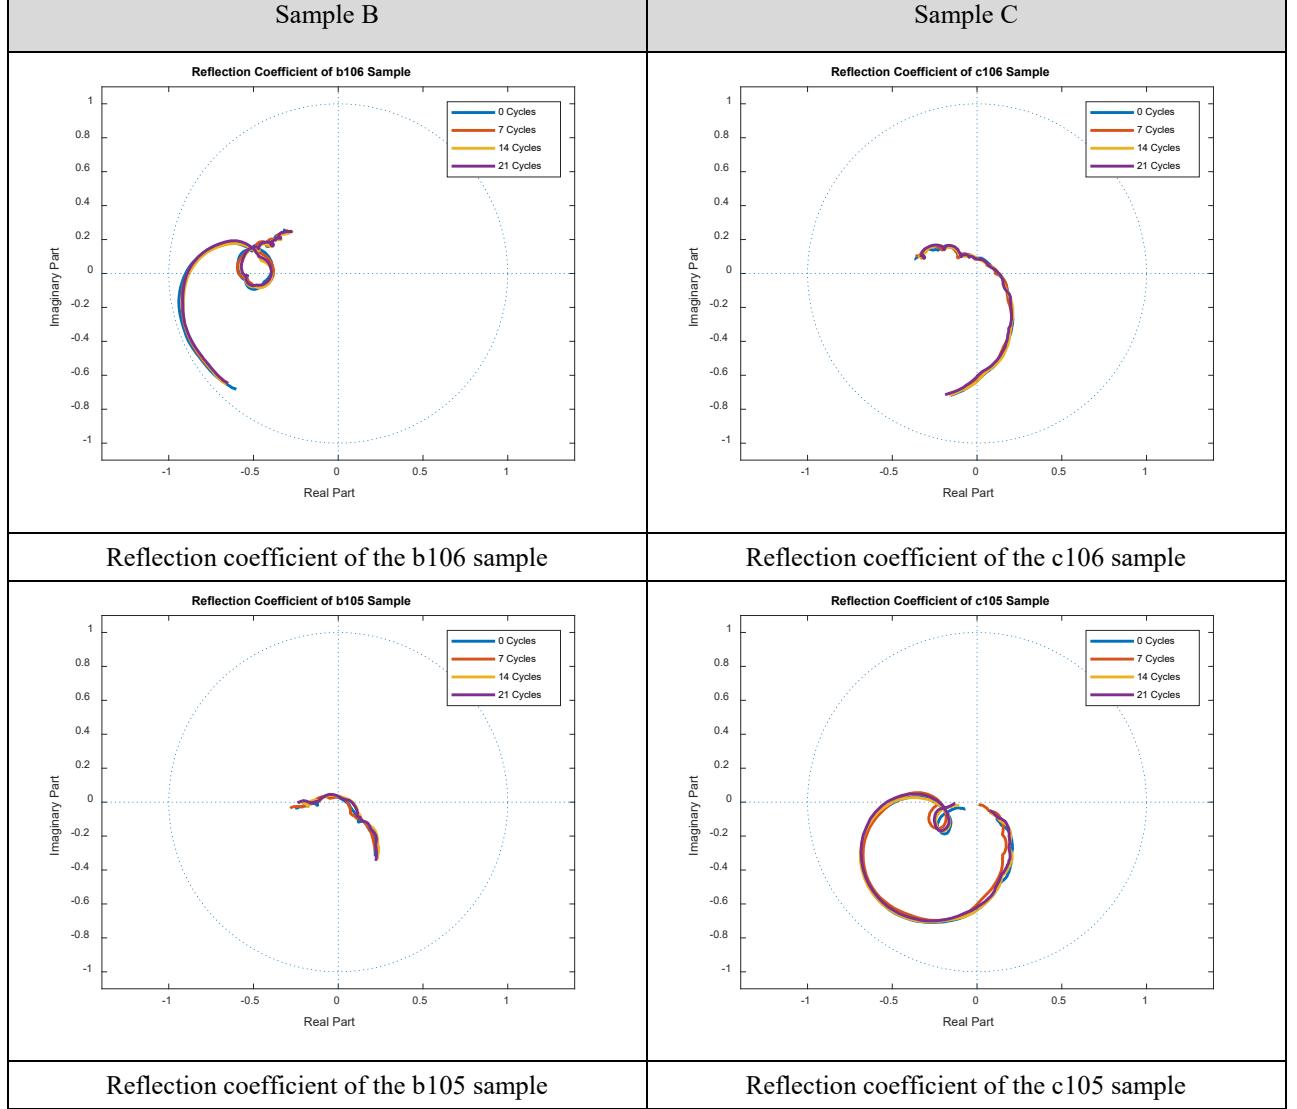 Sample B
Sample C
Reflection Coefficient of b106 Sample
1
0.8
0.6
0.4
0.2
0
-0.2
-0.4
-0.6
-0.8
-1
Imaginary Part
-1 -0.5 0 0.5 1
Real Part
0 Cycles
7 Cycles
14 Cycles
21 Cycles
Reflection Coefficient of c106 Sample
1
0.8
0.6
0.4
0.2
0
-0.2
-0.4
-0.6
-0.8
-1
Imaginary Part
-1 -0.5 0 0.5 1
Real Part
0 Cycles
7 Cycles
14 Cycles
21 Cycles
Reflection coefficient of the b106 sample
Reflection coefficient of the c106 sample
Reflection Coefficient of b105 Sample
1
0.8
0.6
0.4
0.2
0
-0.2
-0.4
-0.6
-0.8
-1
Imaginary Part
-1 -0.5 0 0.5 1
Real Part
0 Cycles
7 Cycles
14 Cycles
21 Cycles
Reflection Coefficient of c105 Sample
1
0.8
0.6
0.4
0.2
0
-0.2
-0.4
-0.6
-0.8
-1
Imaginary Part
-1 -0.5 0 0.5 1
Real Part
0 Cycles
7 Cycles
14 Cycles
21 Cycles
Reflection coefficient of the b105 sample
Reflection coefficient of the c105 sample